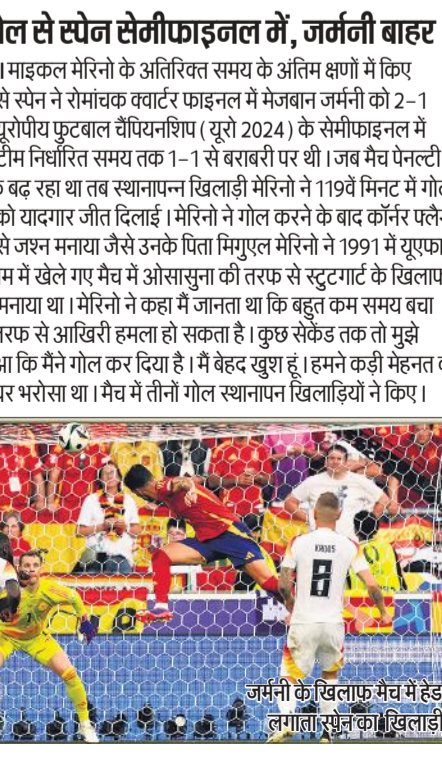 ल से स्पेन सेमीफाइनल में, जर्मनी बाहर
। माइकल मेरिनो के अतिरिक्त समय के अंतिम क्षणों में किए
से स्पेन ने रोमांचक क्वार्टर फाइनल में मेजबान जर्मनी को 2-1
यूरोपीय फुटबाल चैंपियनशिप ( यूरो 2024 ) के सेमीफाइनल में
टीम निर्धारित समय तक 1-1 से बराबरी पर थी । जब मैच पेनल्टी
बढ़ रहा था तब स्थानापन्न खिलाड़ी मेरिनो ने 119वें मिनट में
को यादगार जीत दिलाई । मेरिनो ने गोल करने के बाद कॉर्नर
से जश्न मनाया जैसे उनके पिता मिगुएल मेरिनो ने 1991 में यूएफा
में खेले गए मैच में ओसासुना की तरफ से स्टुटगार्ट के खिलाफ
मनाया था । मेरिनो ने कहा मैं जानता था कि बहुत कम समय बचा
तरफ से आखिरी हमला हो सकता है । कुछ सेकेंड तक तो मुझे
कि मैंने गोल कर दिया है । मैं बेहद खुश हूं । हमने कड़ी मेहनत
पर भरोसा था । मैच में तीनों गोल स्थानापन खिलाड़ियों ने किए ।
KROOS
8
जर्मनी के खिलाफ मैच में हेड
लगाता स्पेन का खिलाड़ी